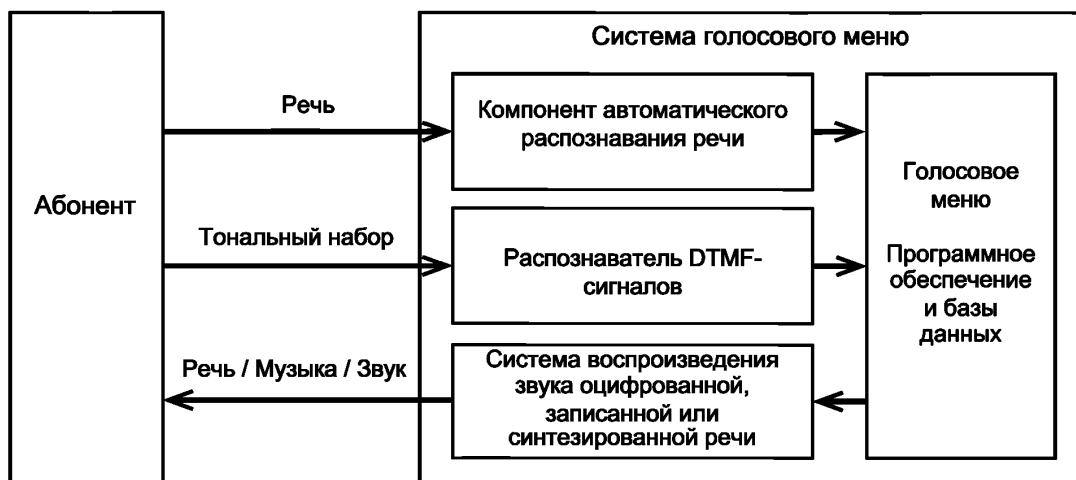 Система голосового меню
Абонент
Речь
Компонент автоматического
распознавания речи
Тональный набор
Распознаватель DTMF-
сигналов
Речь / Музыка / Звук
Система воспроизведения
звука оцифрованной,
записанной или
синтезированной речи
Голосовое
меню
Программное
обеспечение
и базы
данных